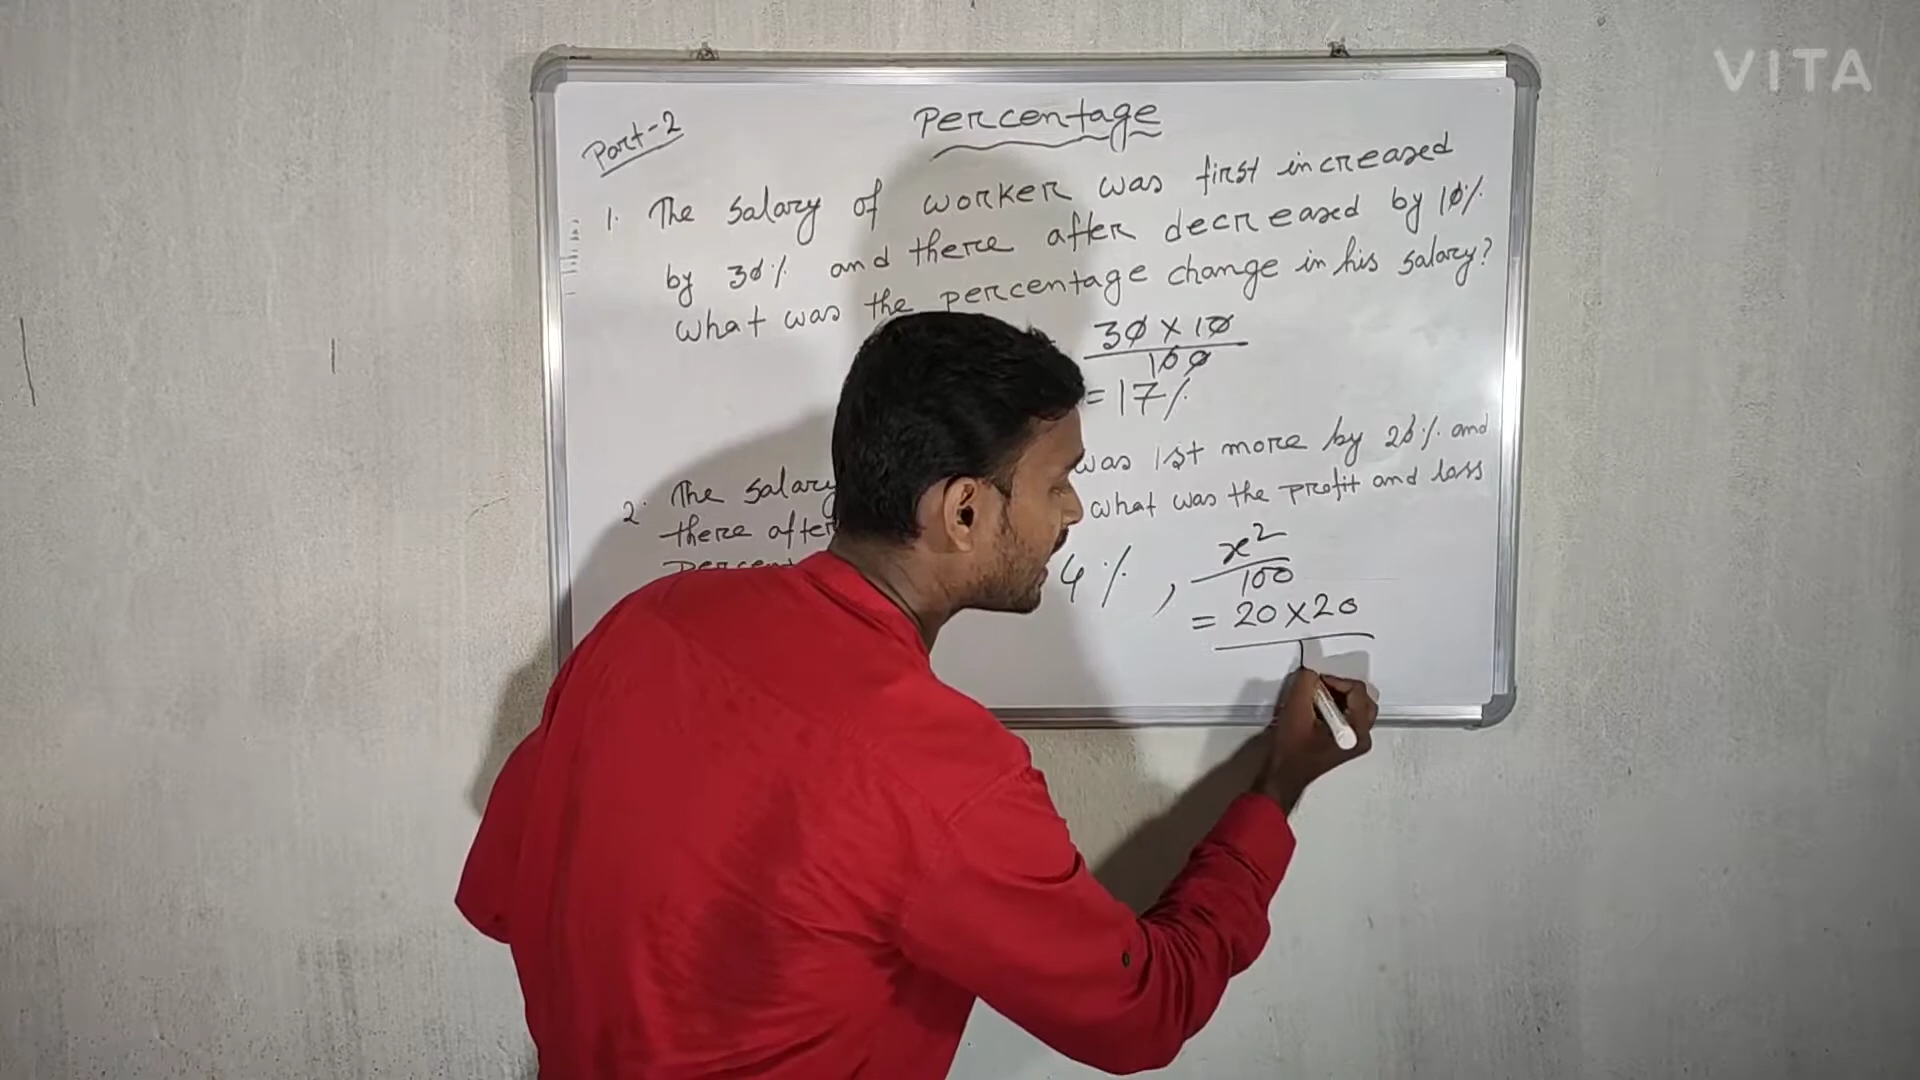 VITA
Part-2
Percentage
1. The salary of worker was first increased
by 30% and there after decreased by 10%
what was the percentage change in his salary?
30 x 10
100
= 17%
2. The salary was 1st more by 20% and
there after what was the profit and loss
4%, x²
100
= 20 x 20
1